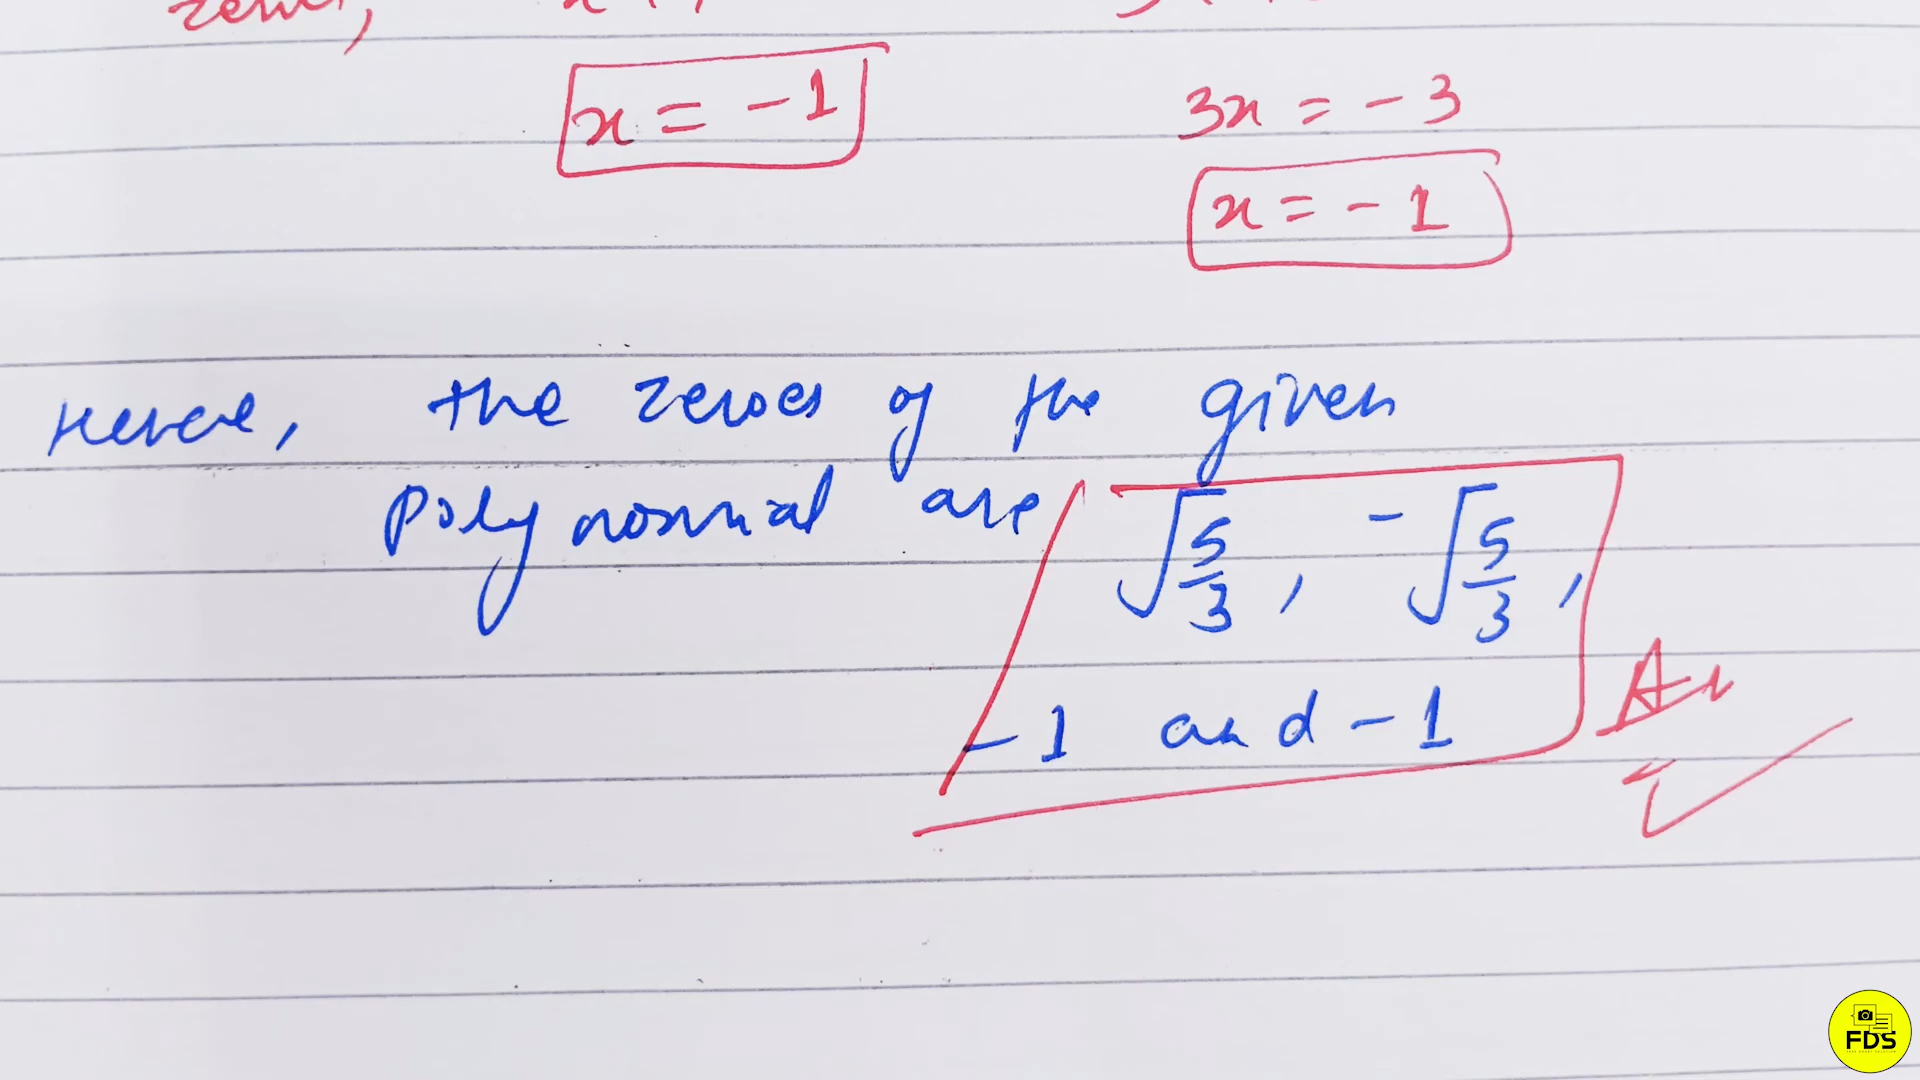 x = -1
3x = -3
x = -1
Hence, the zeroes of the given
Polynomial are √5/3, -√5/3,
-1 and -1
FDS